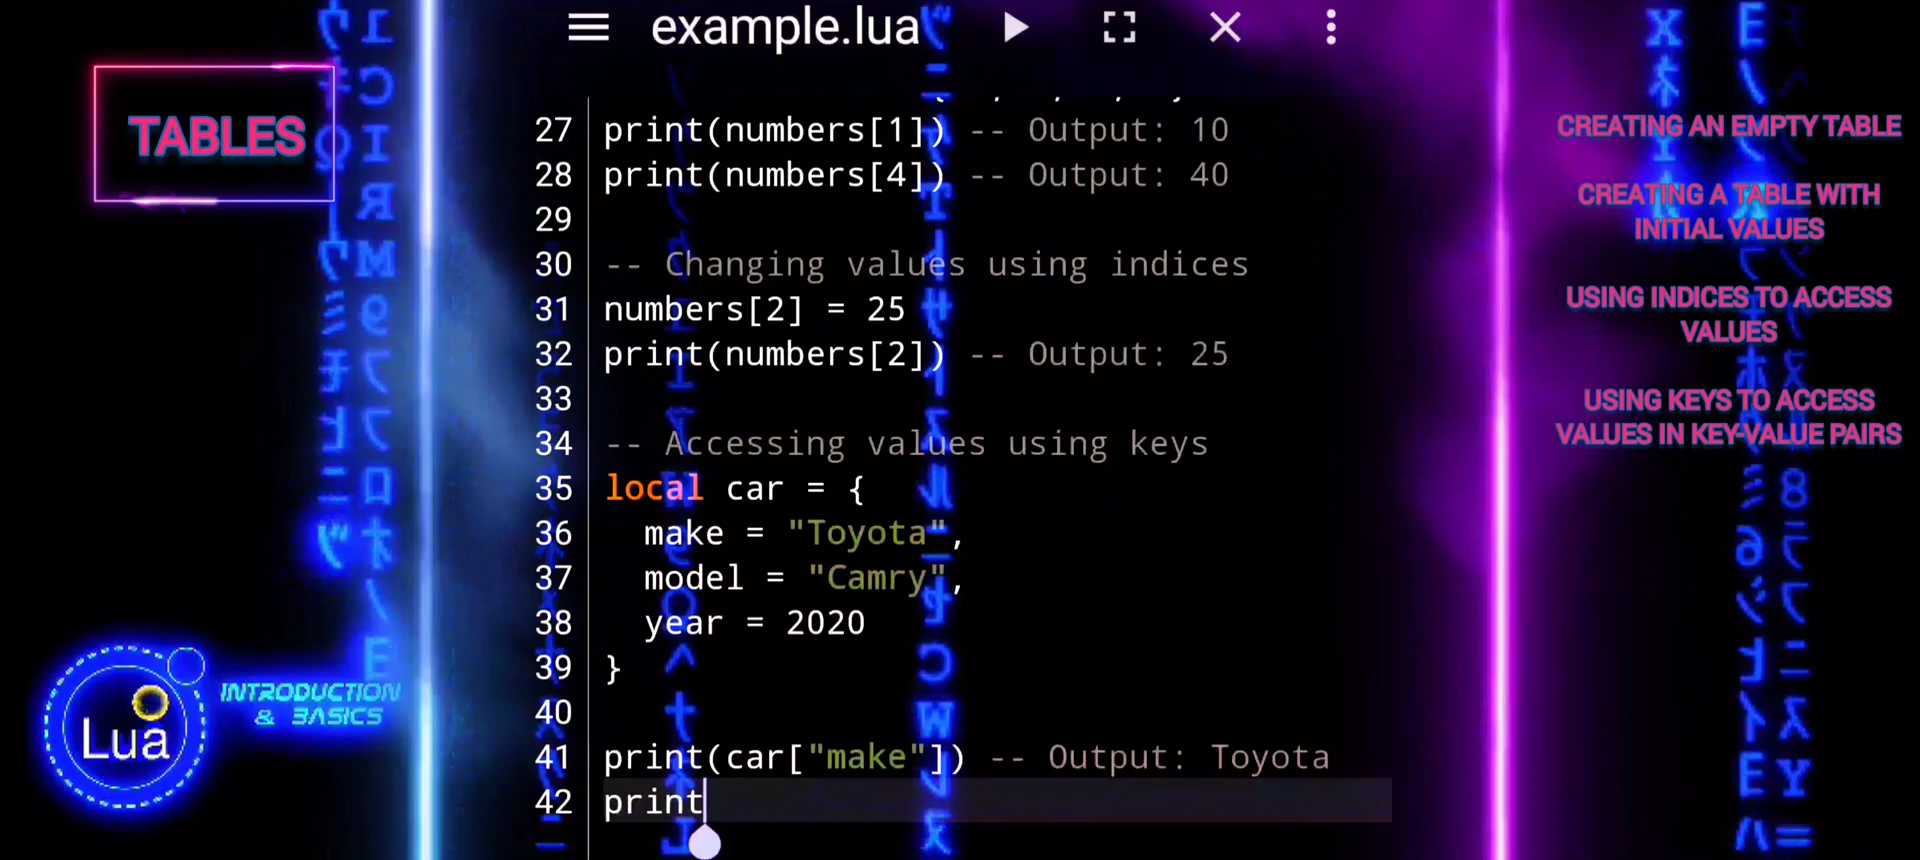 example.lua
TABLES
27 print(numbers[1]) -- Output: 10
28 print(numbers[4]) -- Output: 40
29
30 -- Changing values using indices
31 numbers[2] = 25
32 print(numbers[2]) -- Output: 25
33
34 -- Accessing values using keys
35 local car = {
36 make = "Toyota",
37 model = "Camry",
38 year = 2020
39 }
40
41 print(car["make"]) -- Output: Toyota
42 print
CREATING AN EMPTY TABLE
CREATING A TABLE WITH
INITIAL VALUES
USING INDICES TO ACCESS
VALUES
USING KEYS TO ACCESS
VALUES IN KEY-VALUE PAIRS
Lua
INTRODUCTION
& BASICS